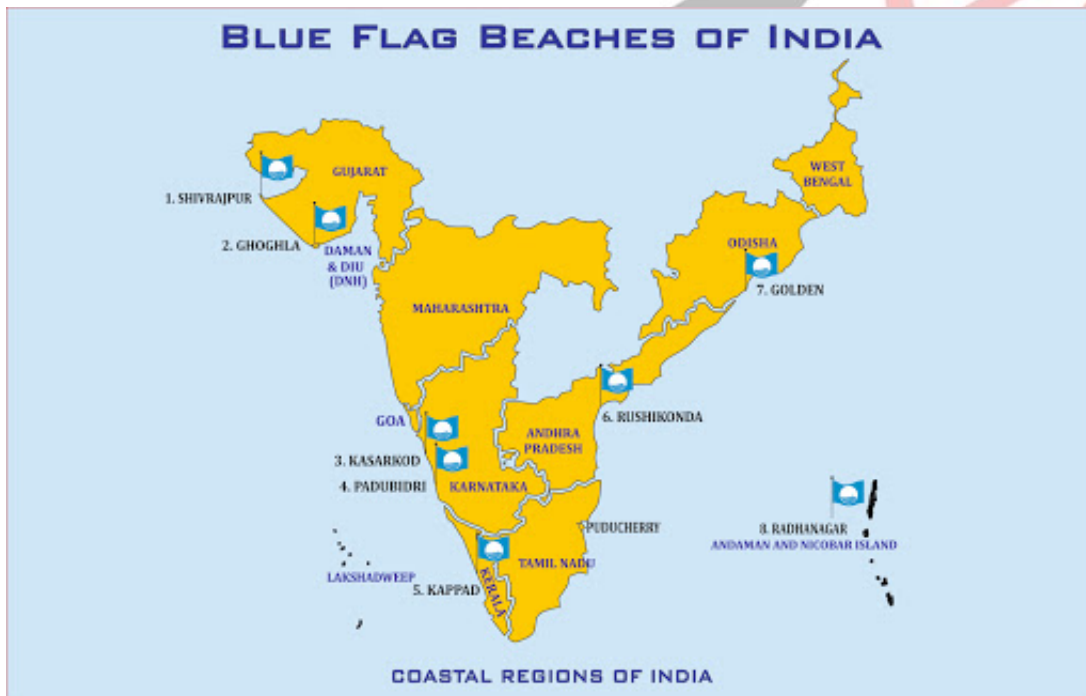 BLUE FLAG BEACHES OF INDIA
WEST
BENGAL
GUJARAT
1. SHIVRAJPUR
2. GHOGHLA
DAMAN
& DIU
(DNH)
ODISHA
7. GOLDEN
MAHARASHTRA
GOA
6. RUSHIKONDA
ANDHRA
PRADESH
3. KASARKOD
4. PADUBIDRI
KARNATAKA
PUDUCHERRY
8. RADHANAGAR
ANDAMAN AND NICOBAR ISLAND
LAKSHADWEEP
TAMIL NADU
5. KAPPAD
KERALA
COASTAL REGIONS OF INDIA